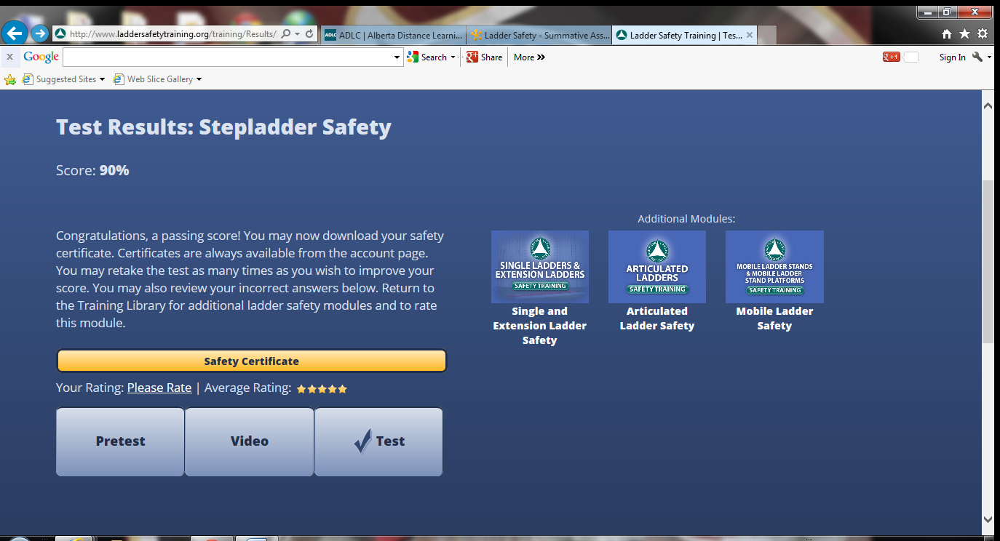 http://www.laddersafetytraining.org/training/Results/
ADLC | Alberta Distance Learni...
Ladder Safety - Summative Ass...
Ladder Safety Training | Tes...
Google
Search
Share
More »
+1
Sign In
Suggested Sites
Web Slice Gallery
Test Results: Stepladder Safety
Score: 90%
Congratulations, a passing score! You may now download your safety
certificate. Certificates are always available from the account page.
You may retake the test as many times as you wish to improve your
score. You may also review your incorrect answers below. Return to
the Training Library for additional ladder safety modules and to rate
this module.
Safety Certificate
Your Rating: Please Rate | Average Rating:
Pretest
Video
Test
Additional Modules:
SINGLE LADDERS &
EXTENSION LADDERS
SAFETY TRAINING
Single and
Extension Ladder
Safety
ARTICULATED
LADDERS
SAFETY TRAINING
Articulated
Ladder Safety
MOBILE LADDER STANDS
& MOBILE LADDER
STAND PLATFORMS
SAFETY TRAINING
Mobile Ladder
Safety